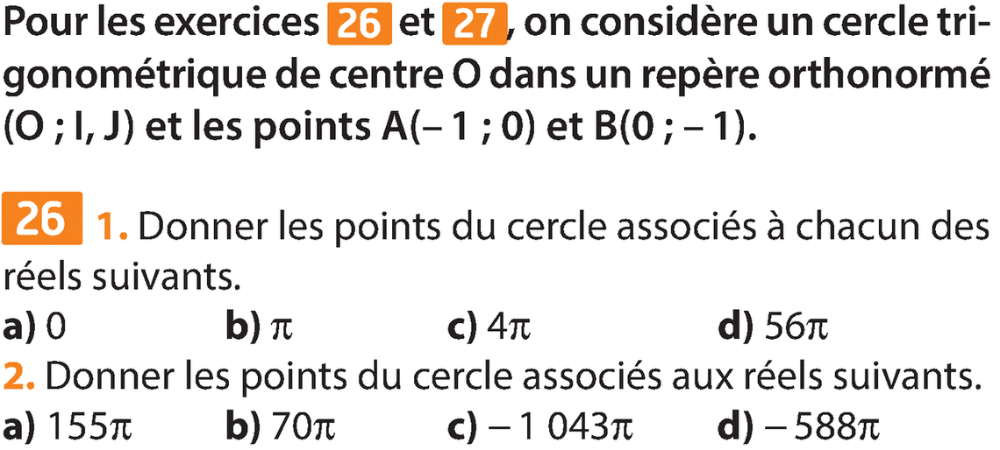 Pour les exercices 26 et 27, on considère un cercle tri-
gonométrique de centre O dans un repère orthonormé
(O ; I, J) et les points A(– 1 ; 0) et B(0 ; – 1).
26 1. Donner les points du cercle associés à chacun des
réels suivants.
a) 0 b) π c) 4π d) 56π
2. Donner les points du cercle associés aux réels suivants.
a) 155π b) 70π c) – 1 043π d) – 588π